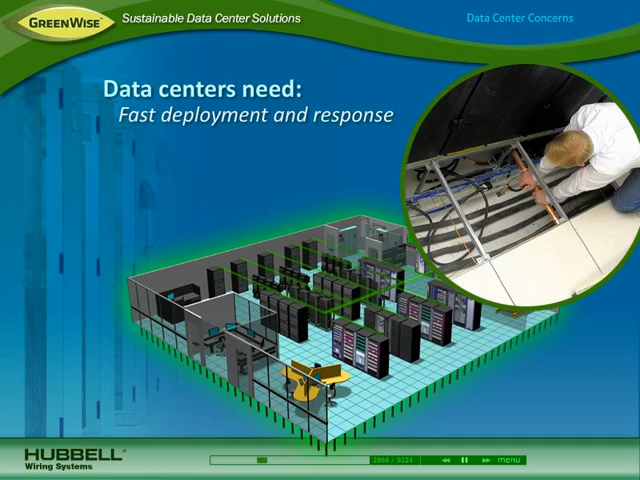 GREENWISE™ Sustainable Data Center Solutions
Data Center Concerns
Data centers need:
Fast deployment and response
HUBBELL®
Wiring Systems
2868 / 9224
menu